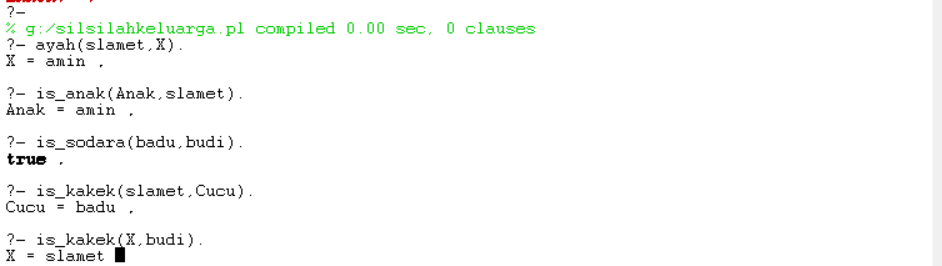 ?-
% g:/silsilahkeluarga.pl compiled 0.00 sec, 0 clauses
?- ayah(slamet,X).
X = amin ,
?- is_anak(Anak,slamet).
Anak = amin ,
?- is_sodara(badu,budi).
true .
?- is_kakek(slamet,Cucu).
Cucu = badu ,
?- is_kakek(X,budi).
X = slamet